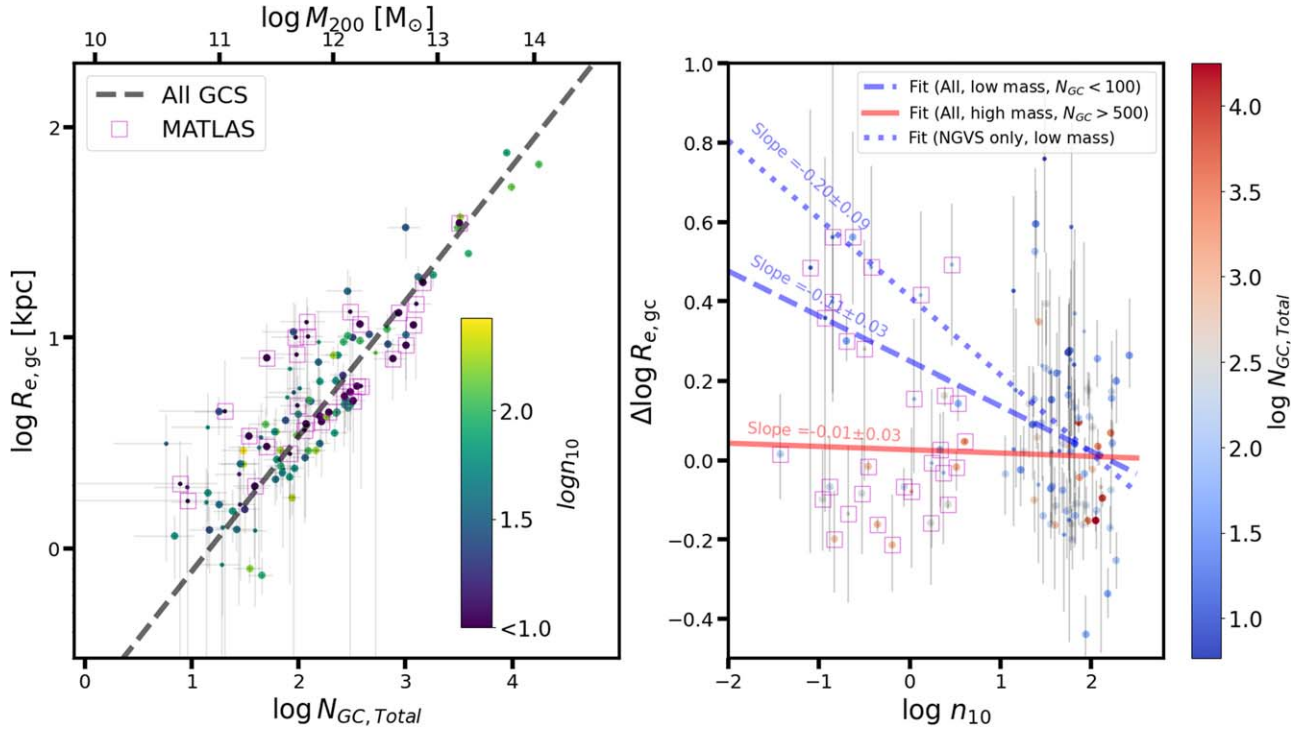 log M200 [M⊙]
10 11 12 13 14
All GCS
MATLAS
log Re,gc [kpc]
2
1
0
2.0
1.5
<1.0
logn10
0 1 2 3 4
log NGC,Total
Fit (All, low mass, NGC < 100)
Fit (All, high mass, NGC > 500)
Fit (NGVS only, low mass)
Slope =-0.20±0.09
Slope =-0.11±0.03
Slope =-0.01±0.03
Δlog Re,gc
1.0
0.8
0.6
0.4
0.2
0.0
−0.2
−0.4
−2 −1 0 1 2
log n10
4.0
3.5
3.0
2.5
2.0
1.5
1.0
log NGC,Total